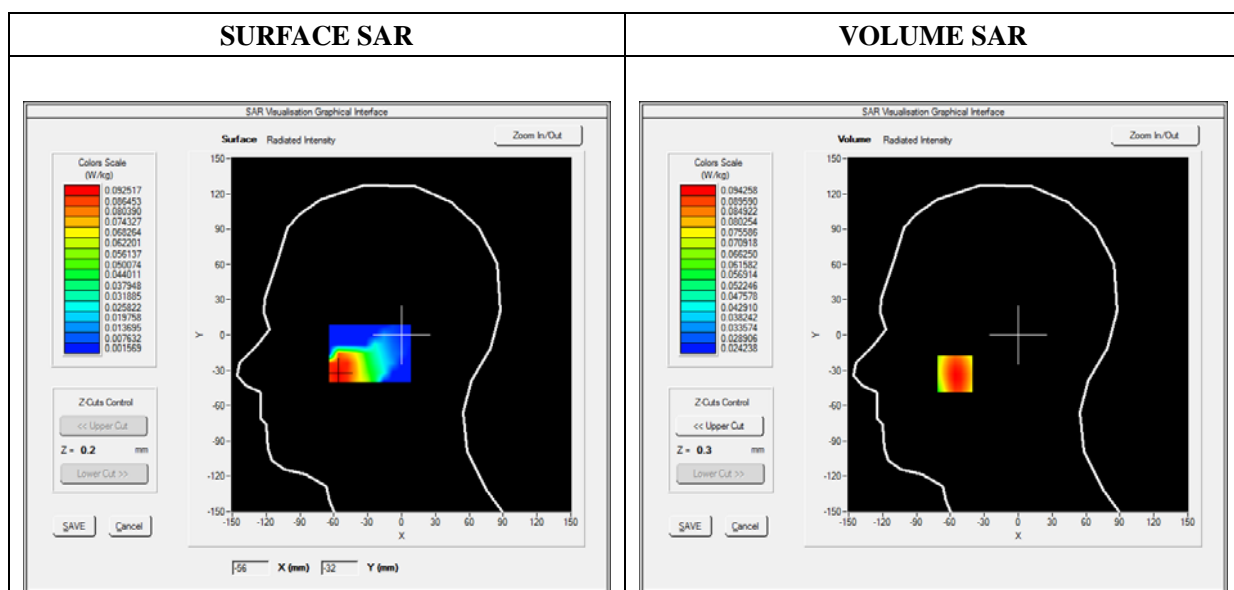 SURFACE SAR
VOLUME SAR
SAR Visualisation Graphical Interface
Surface Radiated Intensity
Zoom In/Out
Colors Scale
(W/kg)
0.092517
0.086453
0.080390
0.074327
0.068264
0.062201
0.056137
0.050074
0.044011
0.037948
0.031885
0.025822
0.019758
0.013695
0.007632
0.001569
150
120
90
60
30
0
-30
-60
-90
-120
-150
Y
-150 -120 -90 -60 -30 0 30 60 90 120 150
X
Z-Cuts Control
<< Upper Cut
Z = 0.2 mm
Lower Cut >>
SAVE Cancel
-56 X (mm) -32 Y (mm)
SAR Visualisation Graphical Interface
Volume Radiated Intensity
Zoom In/Out
Colors Scale
(W/kg)
0.094258
0.089590
0.084922
0.080254
0.075586
0.070918
0.066250
0.061582
0.056914
0.052246
0.047578
0.042910
0.038242
0.033574
0.028906
0.024238
150
120
90
60
30
0
-30
-60
-90
-120
-150
Y
-150 -120 -90 -60 -30 0 30 60 90 120 150
X
Z-Cuts Control
<< Upper Cut
Z = 0.3 mm
Lower Cut >>
SAVE Cancel